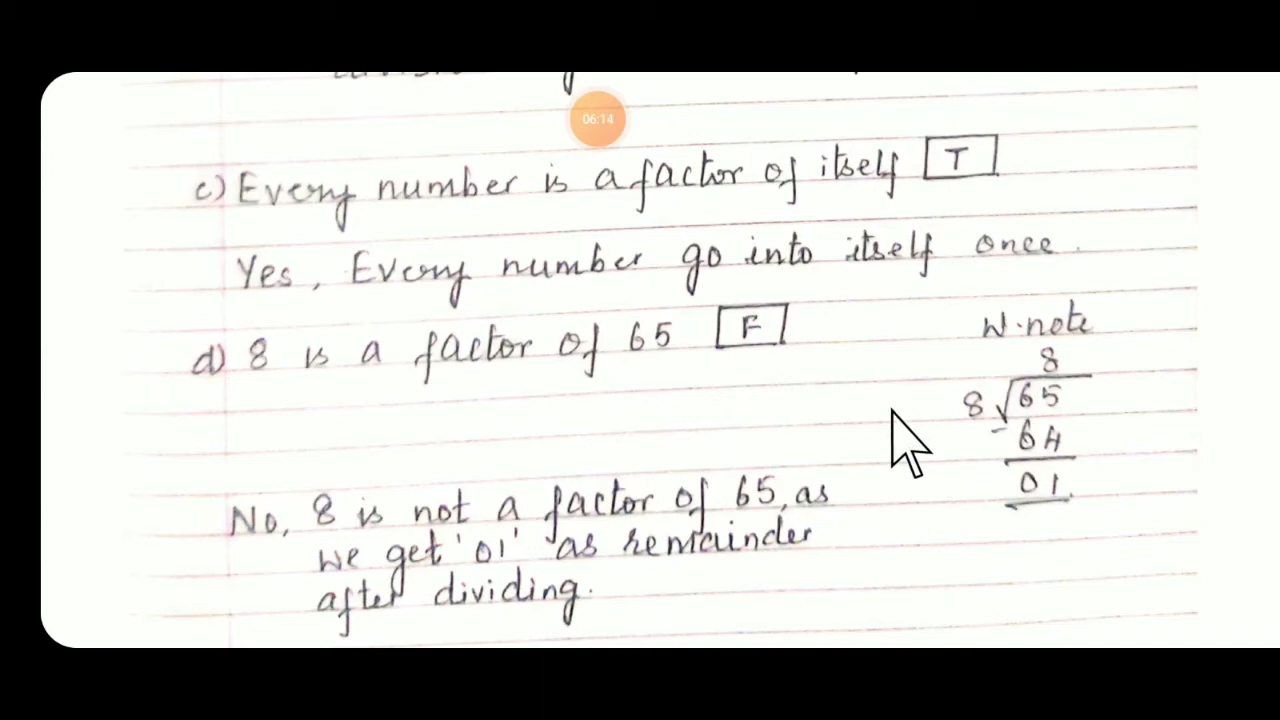 06:14
c) Every number is a factor of itself T
Yes, Every number go into itself once.
d) 8 is a factor of 65 F
W.note
8
8 √65
- 64
01
No, 8 is not a factor of 65, as
we get '01' as remainder
after dividing.